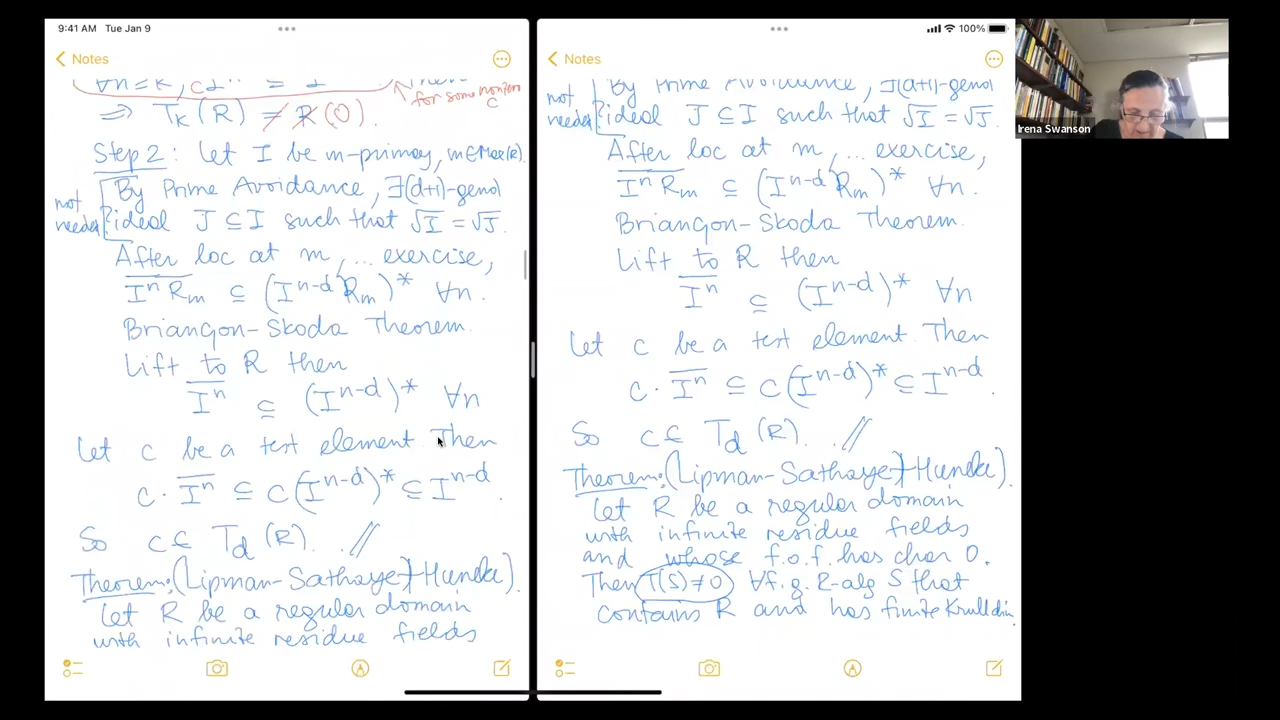 9:41 AM Tue Jan 9
100%
Notes
∀n ≥ k, c
for some nonzero
c
⇒ T_k(R) ≠ R (0).
Step 2: Let I be m-primary, m∈Max(R).
not needed
By Prime Avoidance, ∃(d+1)-gend
ideal J ⊆ I such that √I = √J.
After loc at m, ... exercise,
\overline{I^n R_m} ⊆ (I^{n-d} R_m)^* ∀n.
Briançon-Skoda Theorem.
Lift to R then
\overline{I^n} ⊆ (I^{n-d})^* ∀n
Let c be a test element. Then
c · \overline{I^n} ⊆ c(I^{n-d})^* ⊆ I^{n-d}.
So c ∈ T_d(R). //
Theorem: (Lipman-Sathaye + Huneke).
Let R be a regular domain
with infinite residue fields
Notes
not needed
By Prime Avoidance, ∃(d+1)-gend
ideal J ⊆ I such that √I = √J.
After loc at m, ... exercise,
\overline{I^n R_m} ⊆ (I^{n-d} R_m)^* ∀n.
Briançon-Skoda Theorem.
Lift to R then
\overline{I^n} ⊆ (I^{n-d})^* ∀n
Let c be a test element. Then
c · \overline{I^n} ⊆ c(I^{n-d})^* ⊆ I^{n-d}.
So c ∈ T_d(R). //
Theorem: (Lipman-Sathaye + Huneke).
Let R be a regular domain
with infinite residue fields
and whose f.o.f. has char 0.
Then T(S) ≠ 0 ∀f.g. R-alg S that
contains R and has finite Krull dim.
Irena Swanson